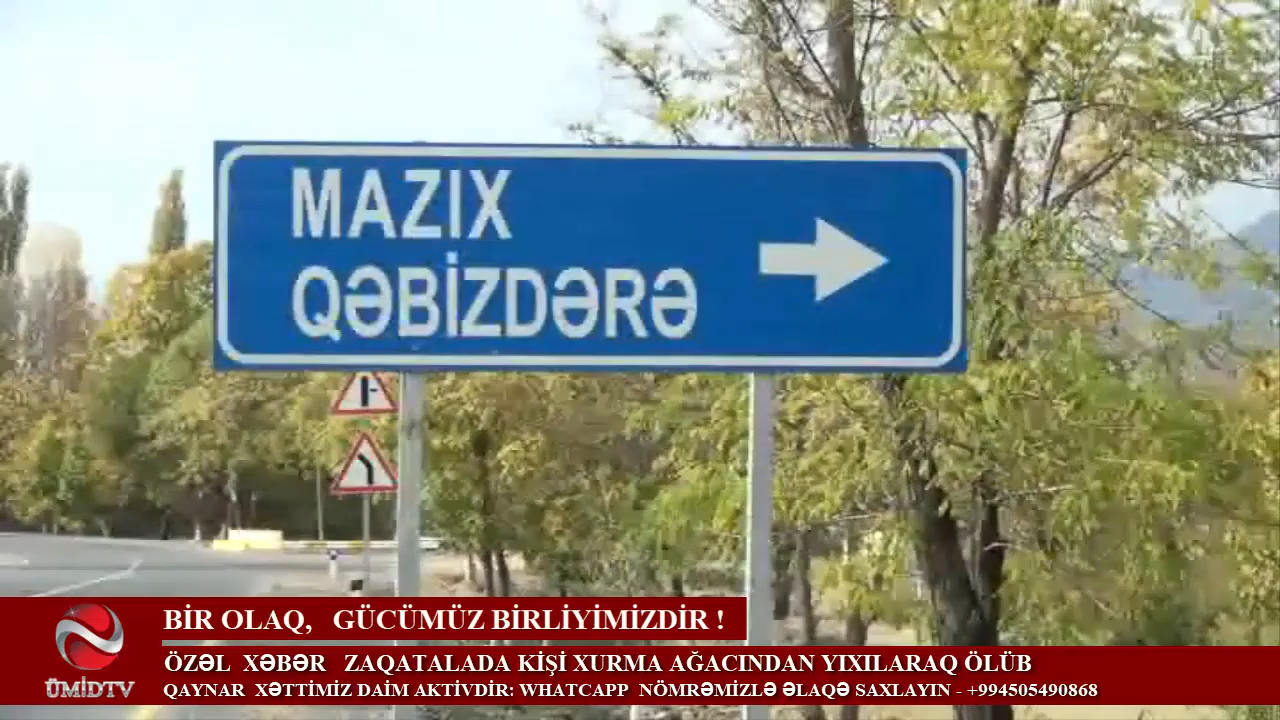 MAZIX
QƏBİZDƏRƏ
BİR OLAQ, GÜCÜMÜZ BİRLİYİMİZDİR !
ÖZƏL XƏBƏR ZAQATALADA KİŞİ XURMA AĞACINDAN YIXILARAQ ÖLÜB
QAYNAR XƏTTİMİZ DAİM AKTİVDİR: WHATCAPP NÖMRƏMİZLƏ ƏLAQƏ SAXLAYIN - +994505490868
ÜMİDTV